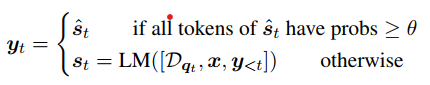 y_t = { ŝ_t if all tokens of ŝ_t have probs ≥ θ
s_t = LM([D_{q_t}, x, y_{<t}]) otherwise